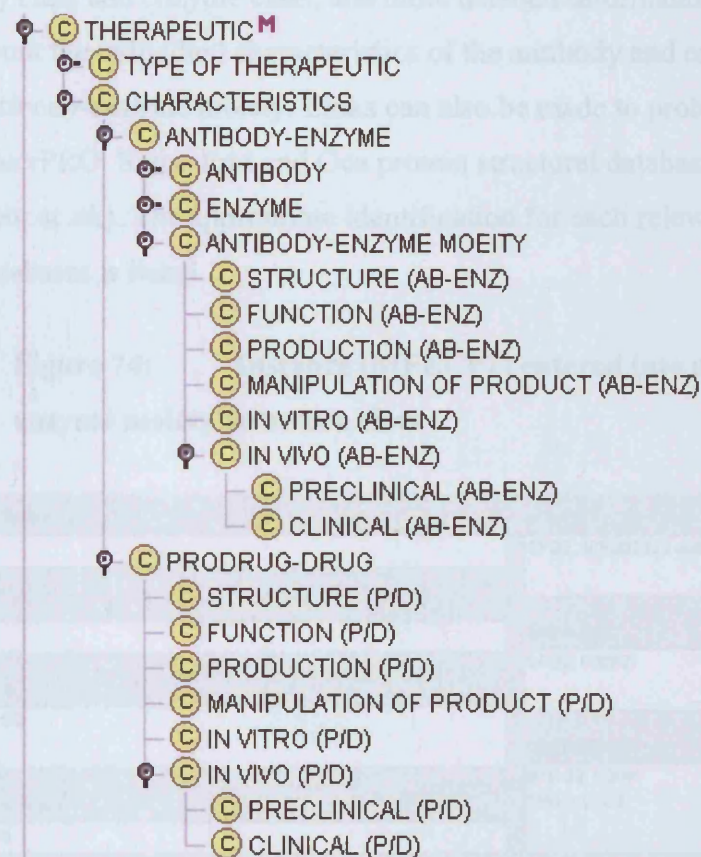 C THERAPEUTIC M
C TYPE OF THERAPEUTIC
C CHARACTERISTICS
C ANTIBODY-ENZYME
C ANTIBODY
C ENZYME
C ANTIBODY-ENZYME MOEITY
C STRUCTURE (AB-ENZ)
C FUNCTION (AB-ENZ)
C PRODUCTION (AB-ENZ)
C MANIPULATION OF PRODUCT (AB-ENZ)
C IN VITRO (AB-ENZ)
C IN VIVO (AB-ENZ)
C PRECLINICAL (AB-ENZ)
C CLINICAL (AB-ENZ)
C PRODRUG-DRUG
C STRUCTURE (P/D)
C FUNCTION (P/D)
C PRODUCTION (P/D)
C MANIPULATION OF PRODUCT (P/D)
C IN VITRO (P/D)
C IN VIVO (P/D)
C PRECLINICAL (P/D)
C CLINICAL (P/D)